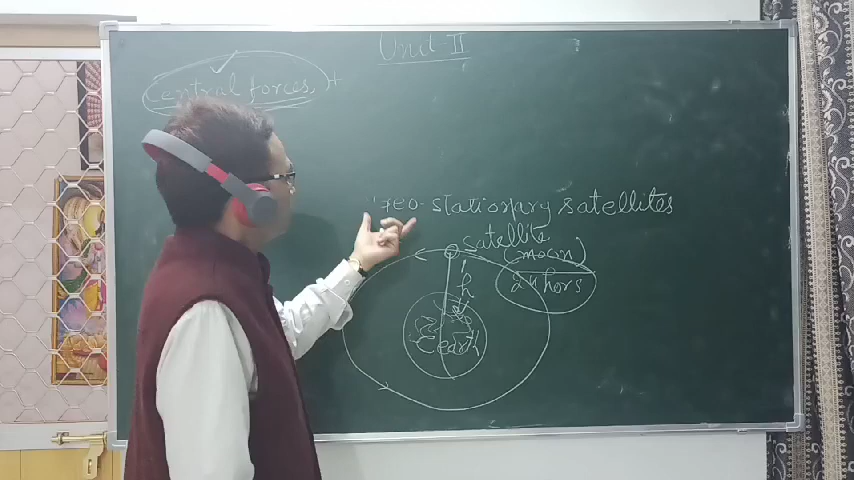 Unit-II
Central forces,
Geo-stationary satellites
satellite
(moon)
24 hors
h
Earth